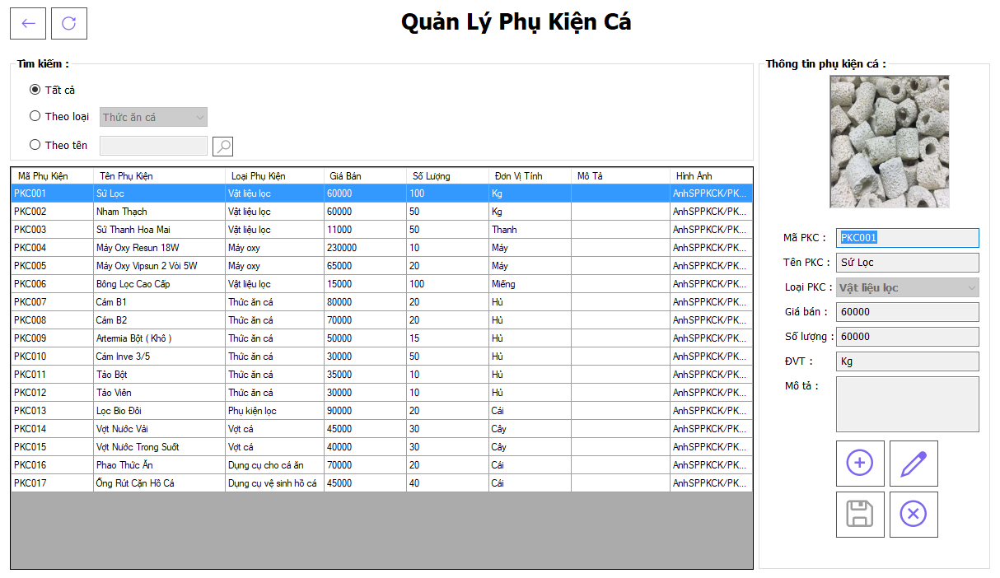 Quản Lý Phụ Kiện Cá
Tìm kiếm :
Tất cả
Theo loại Thức ăn cá
Theo tên
Mã Phụ Kiện Tên Phụ Kiện Loại Phụ Kiện Giá Bán Số Lượng Đơn Vị Tính Mô Tả Hình Ảnh
PKC001 Sứ Lọc Vật liệu lọc 60000 100 Kg AnhSPPKCK/PK...
PKC002 Nham Thạch Vật liệu lọc 60000 50 Kg AnhSPPKCK/PK...
PKC003 Sứ Thanh Hoa Mai Vật liệu lọc 11000 50 Thanh AnhSPPKCK/PK...
PKC004 Máy Oxy Resun 18W Máy oxy 230000 10 Máy AnhSPPKCK/PK...
PKC005 Máy Oxy Vipsun 2 Vòi 5W Máy oxy 65000 20 Máy AnhSPPKCK/PK...
PKC006 Bông Lọc Cao Cấp Vật liệu lọc 15000 100 Miếng AnhSPPKCK/PK...
PKC007 Cám B1 Thức ăn cá 80000 20 Hủ AnhSPPKCK/PK...
PKC008 Cám B2 Thức ăn cá 70000 20 Hủ AnhSPPKCK/PK...
PKC009 Artermia Bột ( Khô ) Thức ăn cá 50000 15 Hủ AnhSPPKCK/PK...
PKC010 Cám Inve 3/5 Thức ăn cá 30000 50 Hủ AnhSPPKCK/PK...
PKC011 Tảo Bột Thức ăn cá 35000 10 Hủ AnhSPPKCK/PK...
PKC012 Tảo Viên Thức ăn cá 30000 10 Hủ AnhSPPKCK/PK...
PKC013 Lọc Bio Đôi Phụ kiện lọc 90000 20 Cái AnhSPPKCK/PK...
PKC014 Vợt Nước Vải Vợt cá 45000 30 Cây AnhSPPKCK/PK...
PKC015 Vợt Nước Trong Suốt Vợt cá 40000 30 Cây AnhSPPKCK/PK...
PKC016 Phao Thức Ăn Dụng cụ cho cá ăn 70000 20 Cái AnhSPPKCK/PK...
PKC017 Ống Rút Cặn Hồ Cá Dụng cụ vệ sinh hồ cá 45000 40 Cái AnhSPPKCK/PK...
Thông tin phụ kiện cá :
Mã PKC : PKC001
Tên PKC : Sứ Lọc
Loại PKC : Vật liệu lọc
Giá bán : 60000
Số lượng : 60000
ĐVT : Kg
Mô tả :